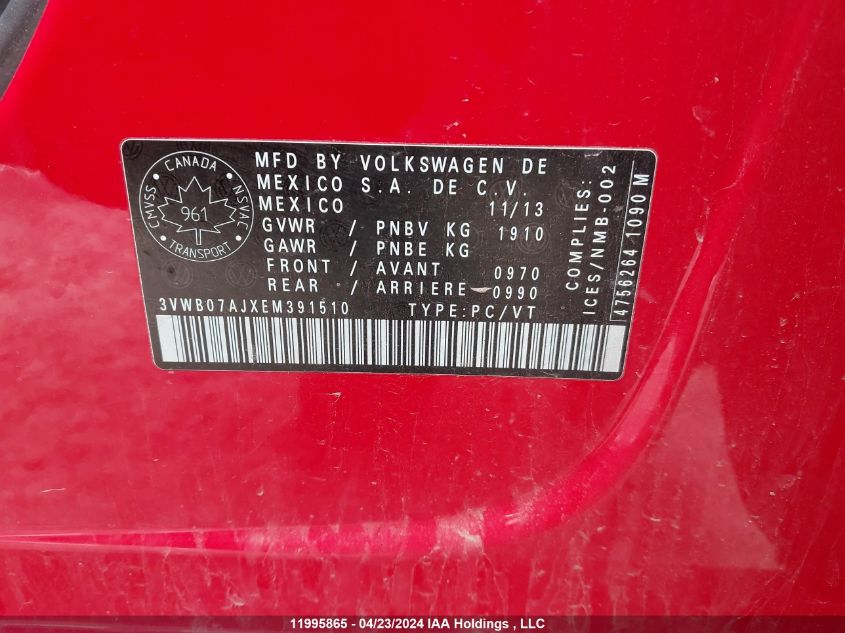 CANADA
CMVSS
NSVAC
961
TRANSPORT
MFD BY VOLKSWAGEN DE
MEXICO S.A. DE C.V.
MEXICO 11/13
GVWR / PNBV KG 1910
GAWR / PNBE KG
FRONT / AVANT 0970
REAR / ARRIERE 0990
3VWB07AJXEM391510 TYPE:PC/VT
COMPLIES:
ICES/NMB-002
4756264 1090 M
11995865 - 04/23/2024 IAA Holdings , LLC